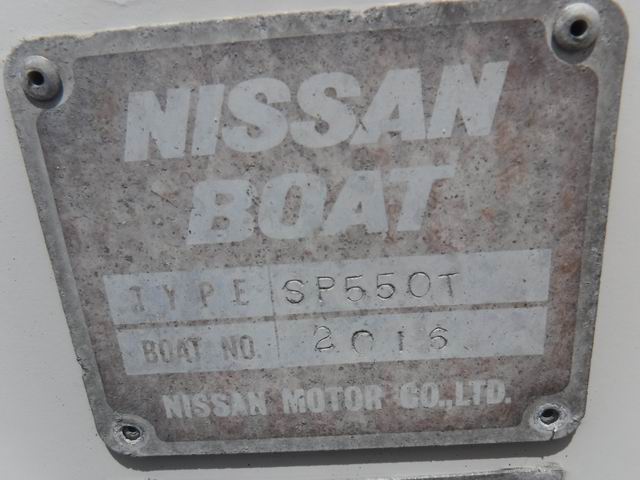 NISSAN
BOAT
TYPE SP550T
BOAT NO. 2016
NISSAN MOTOR CO.,LTD.